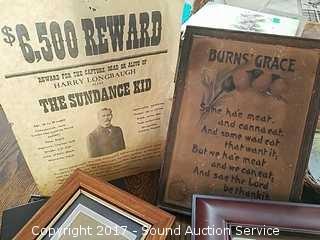 $6,500 REWARD
REWARD FOR THE CAPTURE, DEAD OR ALIVE OF
HARRY LONGBAUGH
THE SUNDANCE KID
BURNS' GRACE
Some ha'e meat,
and canna eat,
And some wad eat
that want it,
But we ha'e meat
and we can eat,
And sae the Lord
be thankit.
Copyright 2017 - Sound Auction Service